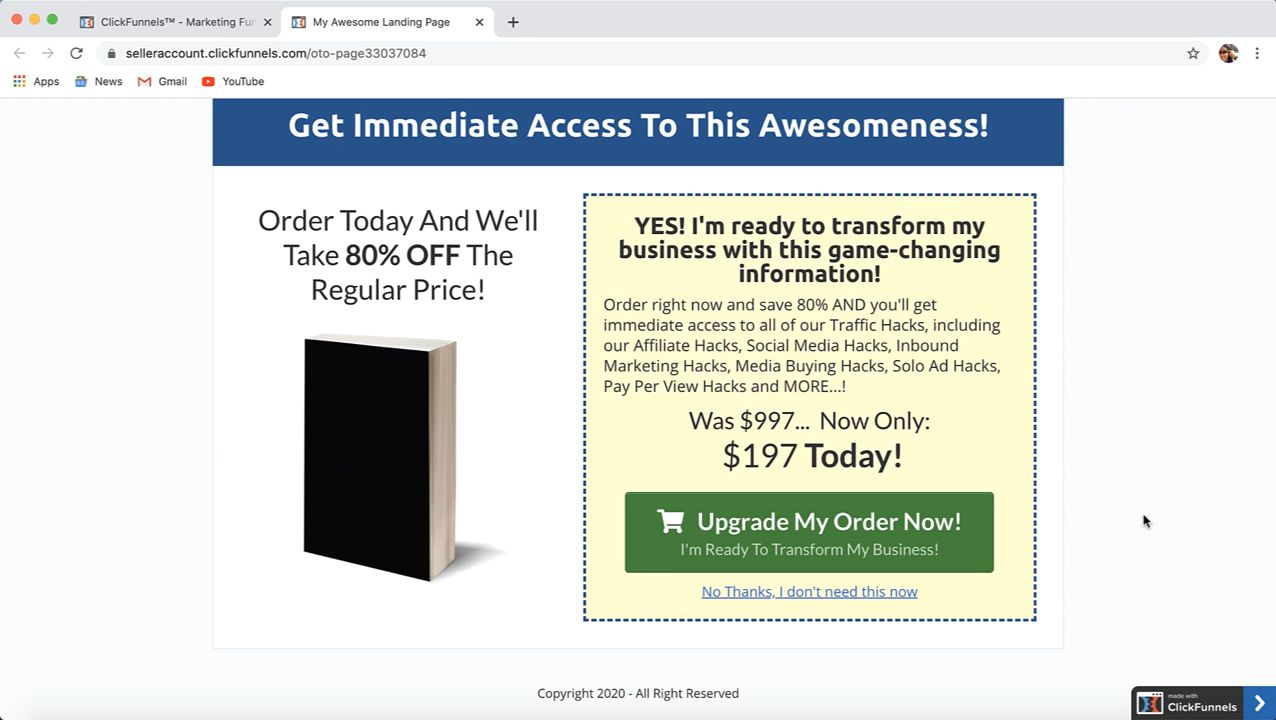 ClickFunnels™ - Marketing Fun
My Awesome Landing Page
selleraccount.clickfunnels.com/oto-page33037084
Apps News Gmail YouTube
Get Immediate Access To This Awesomeness!
Order Today And We'll
Take 80% OFF The
Regular Price!
YES! I'm ready to transform my
business with this game-changing
information!
Order right now and save 80% AND you'll get
immediate access to all of our Traffic Hacks, including
our Affiliate Hacks, Social Media Hacks, Inbound
Marketing Hacks, Media Buying Hacks, Solo Ad Hacks,
Pay Per View Hacks and MORE...!
Was $997... Now Only:
$197 Today!
Upgrade My Order Now!
I'm Ready To Transform My Business!
No Thanks, I don't need this now
Copyright 2020 - All Right Reserved
made with
ClickFunnels